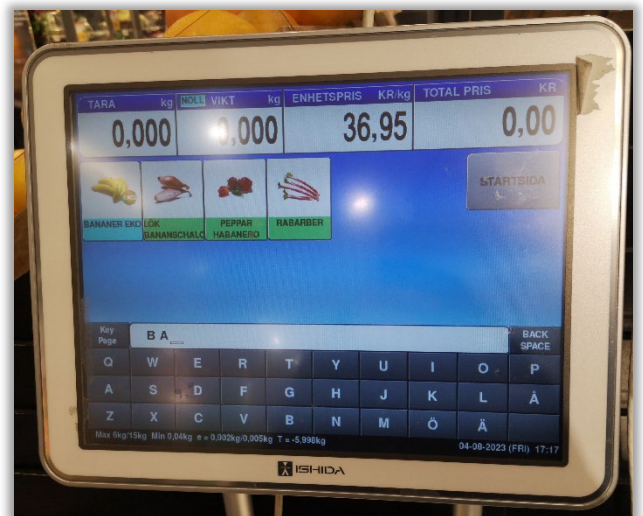 TARA kg NOLL VIKT kg ENHETSPRIS KR/kg TOTAL PRIS KR
0,000 0,000 36,95 0,00
STARTSIDA
BANANER EKO LÖK PEPPAR RABARBER
BANANSCHALO HABANERO
Key BACK
Page B A_ SPACE
Q W E R T Y U I O P
A S D F G H J K L Å
Z X C V B N M Ö Ä
Max 6kg/15kg Min 0,04kg e = 0,002kg/0,005kg T = -5,998kg 04-08-2023 (FRI) 17:17
ISHIDA